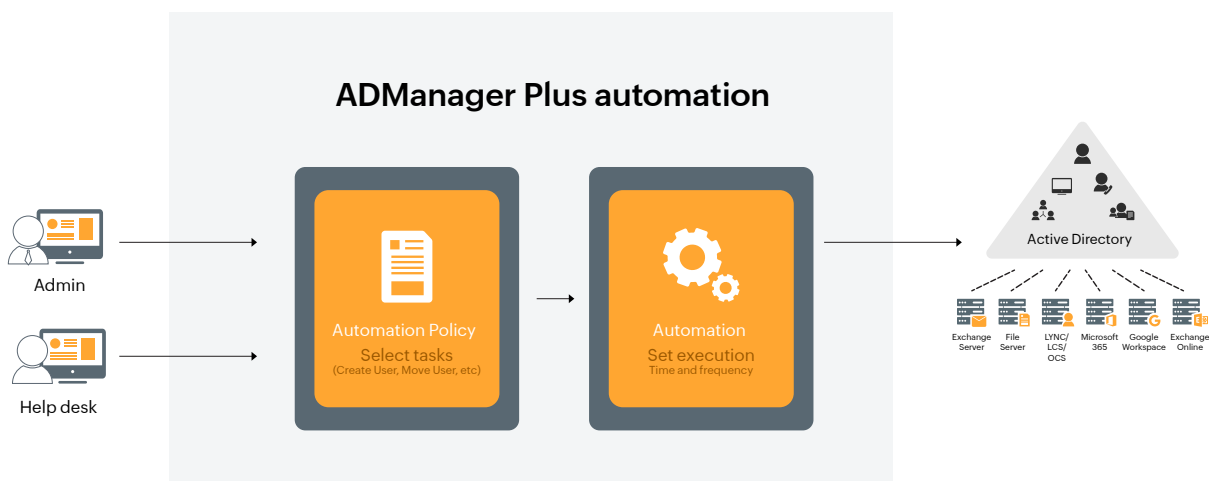 ADManager Plus automation
Admin
Help desk
Automation Policy
Select tasks
(Create User, Move User, etc)
Automation
Set execution
Time and frequency
Active Directory
Exchange
Server
File
Server
LYNC/
LCS/
OCS
Microsoft
365
Google
Workspace
Exchange
Online